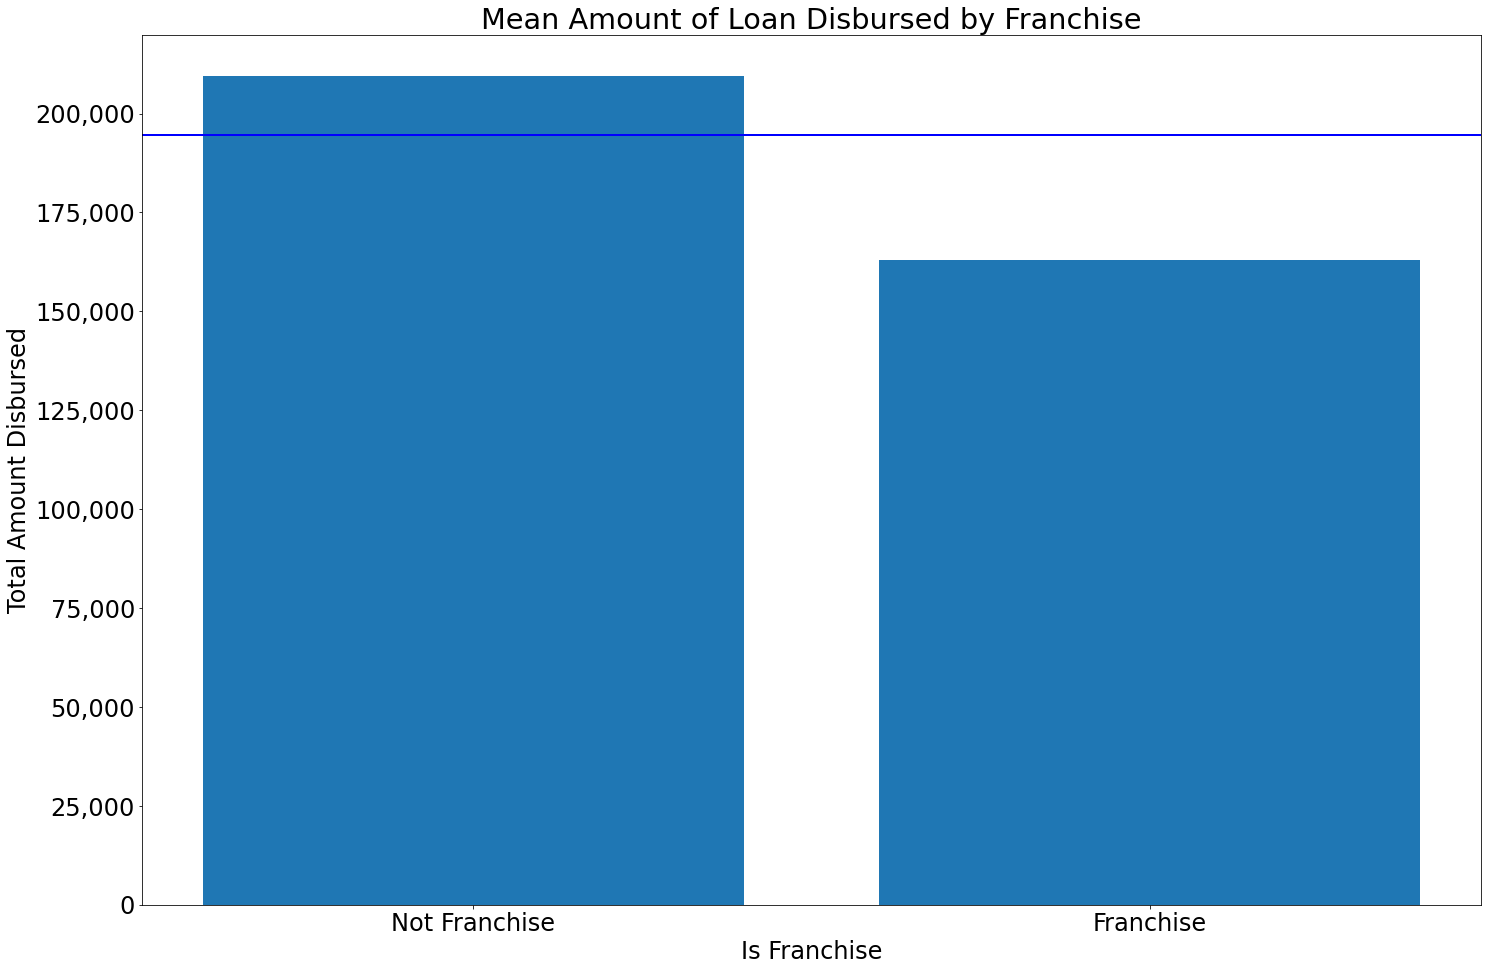 Mean Amount of Loan Disbursed by Franchise
Total Amount Disbursed
200,000
175,000
150,000
125,000
100,000
75,000
50,000
25,000
0
Not Franchise
Franchise
Is Franchise